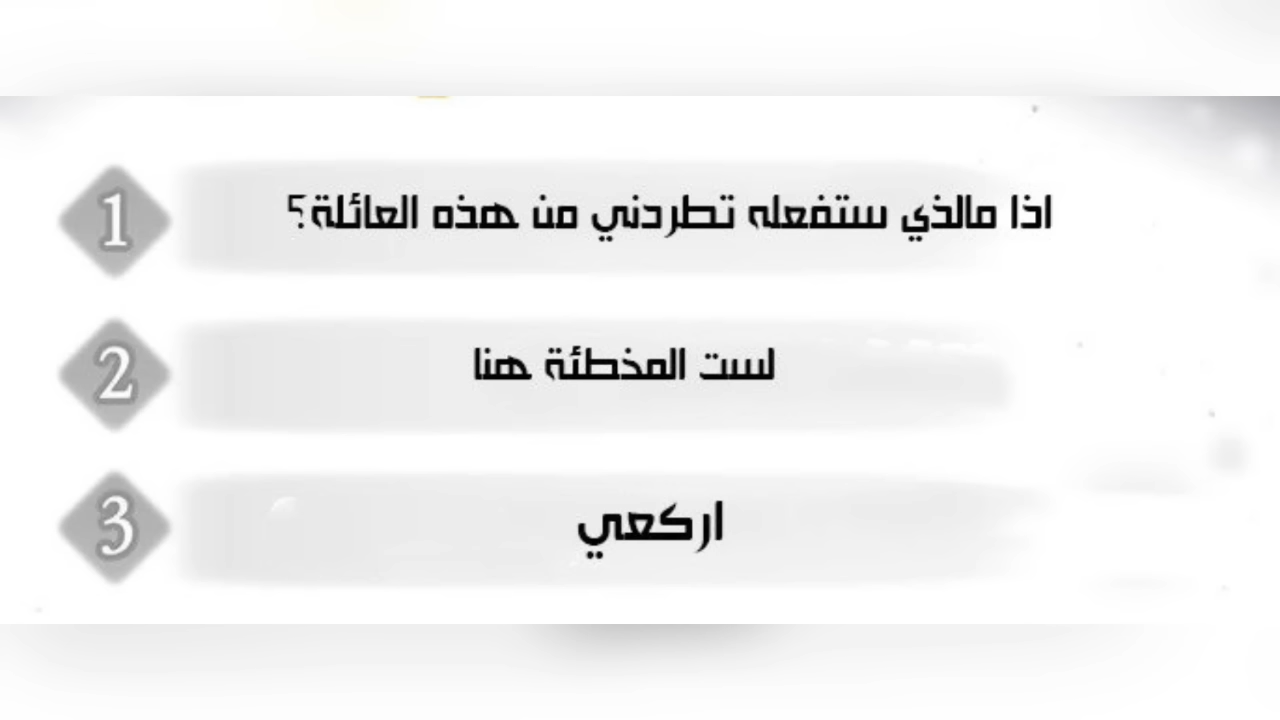 1 اذا مالذي ستفعله تطردني من هذه العائلة؟
2 لست المخطئة هنا
3 اركعي